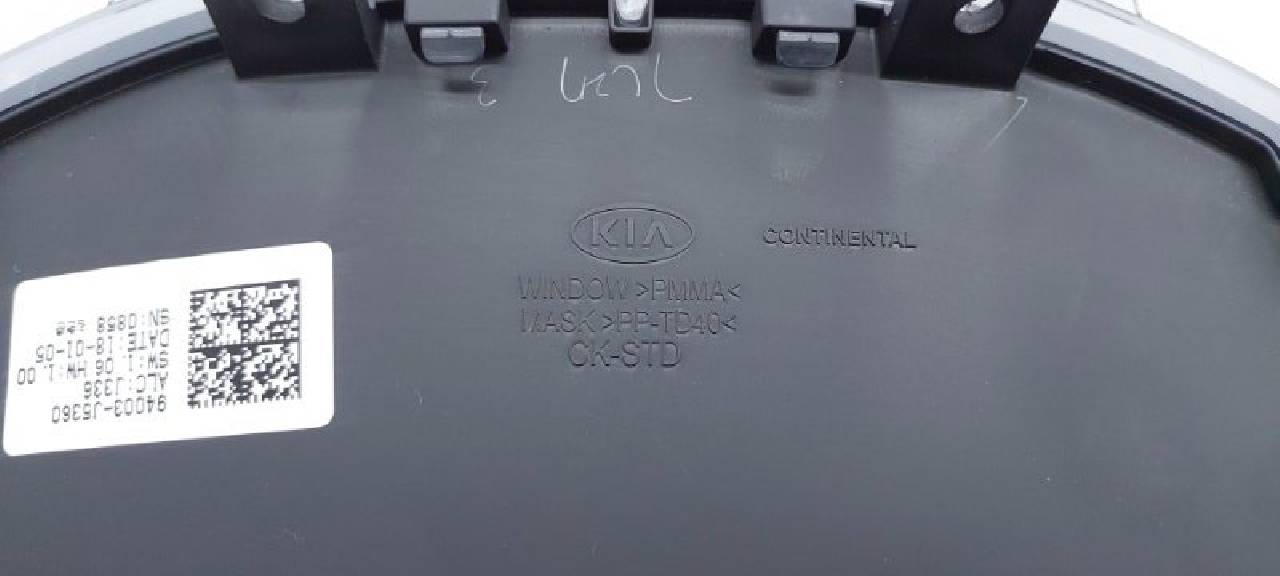 KIA
CONTINENTAL
WINDOW >PMMA<
MASK >PP-TD40<
CK-STD
94003-J5360
ALC:J336
SW:1.06 HW:1.00
DATE:18-01-05
SN:0858